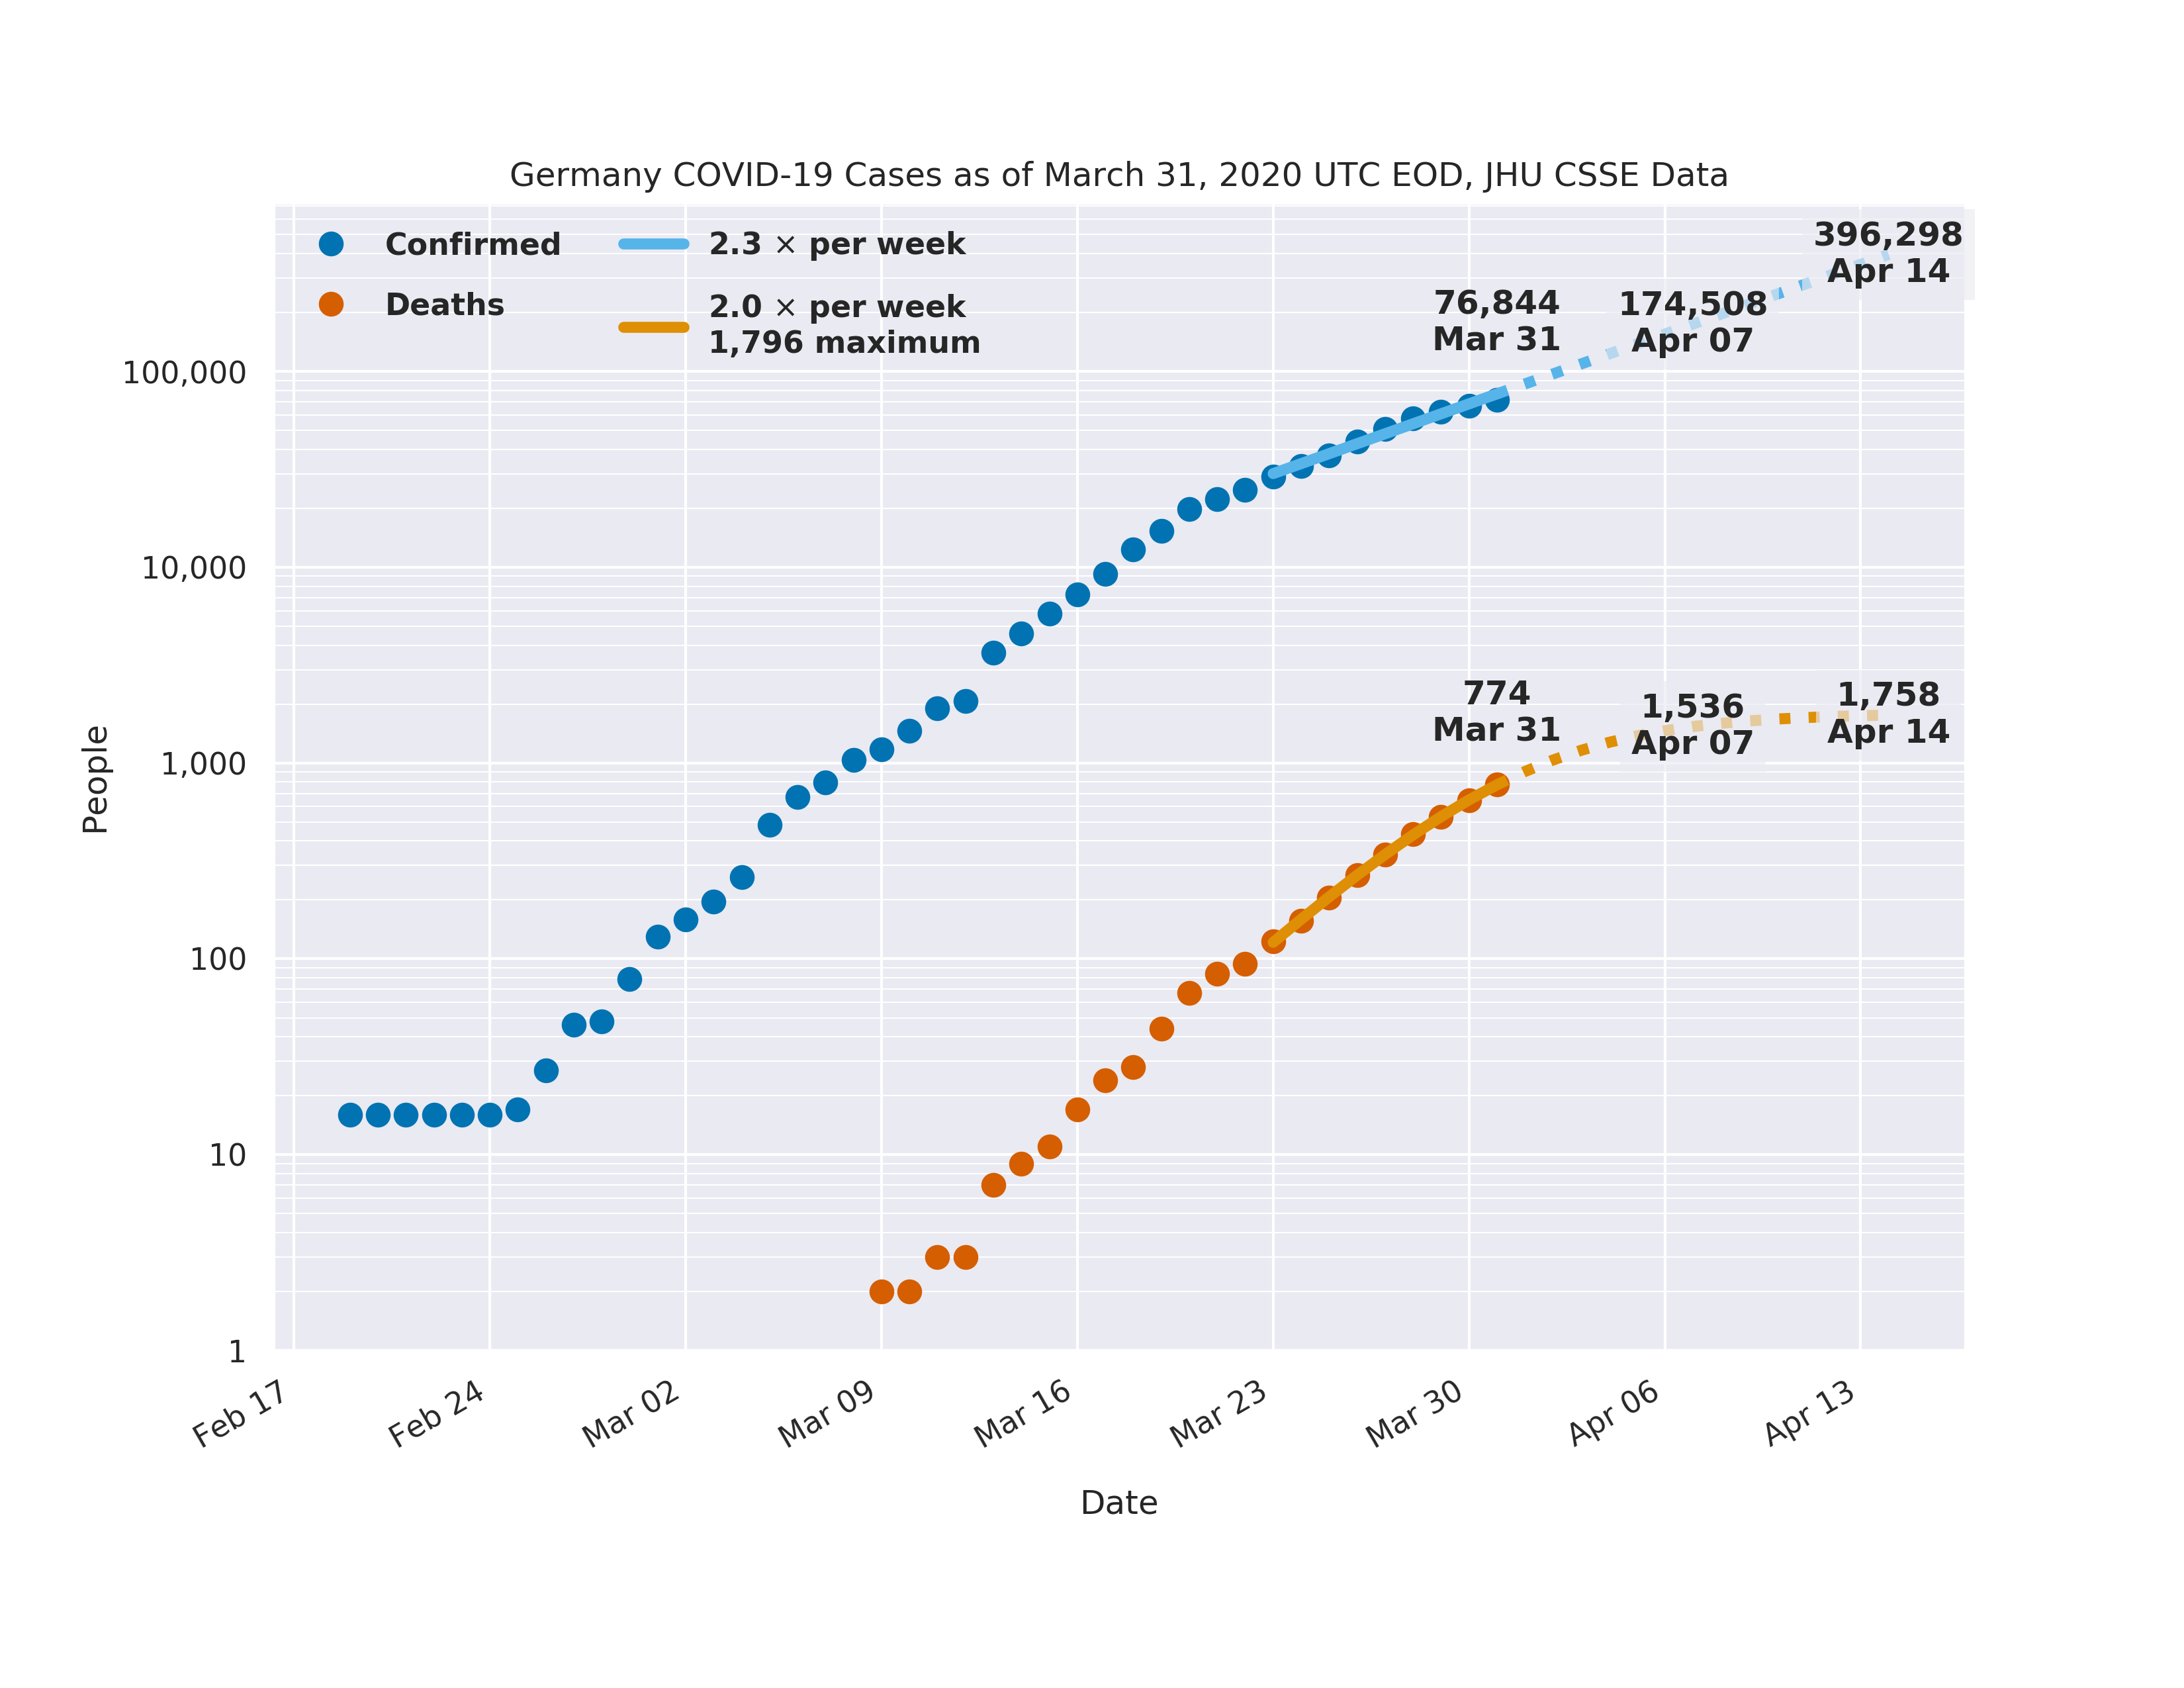 Germany COVID-19 Cases as of March 31, 2020 UTC EOD, JHU CSSE Data
Confirmed
Deaths
2.3 × per week
2.0 × per week
1,796 maximum
396,298
Apr 14
76,844
Mar 31
174,508
Apr 07
774
Mar 31
1,536
Apr 07
1,758
Apr 14
People
100,000
10,000
1,000
100
10
1
Feb 17
Feb 24
Mar 02
Mar 09
Mar 16
Mar 23
Mar 30
Apr 06
Apr 13
Date